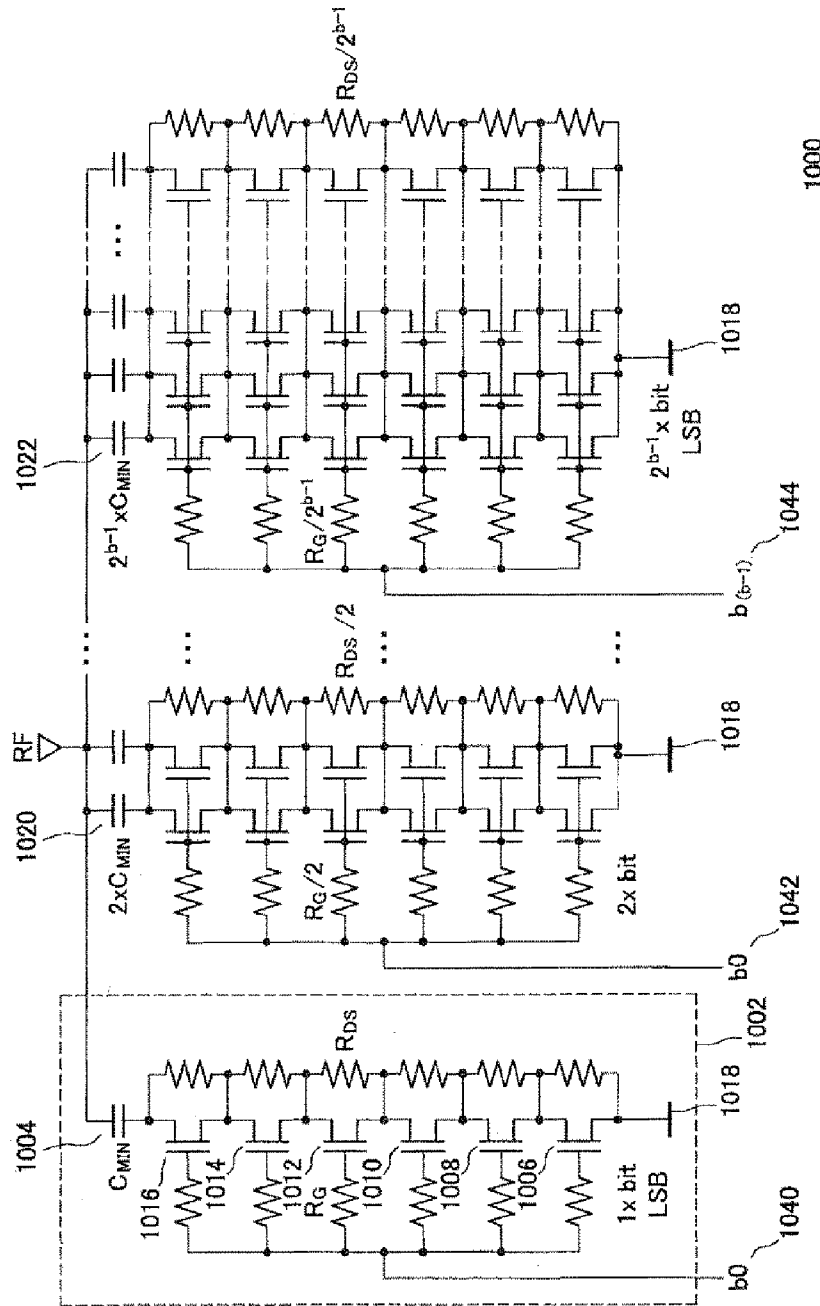 RF
1004
1020
1022
C_MIN
2xC_MIN
2^{b-1}xC_MIN
...
...
...
1016
1014
1012
R_G
1010
1008
1006
R_DS
R_G/2
R_DS/2
...
...
R_G/2^{b-1}
R_DS/2^{b-1}
1x bit
LSB
2x bit
2^{b-1}x bit
LSB
1018
1018
1018
1002
b0
1040
b0
1042
b(b-1)
1044
1000